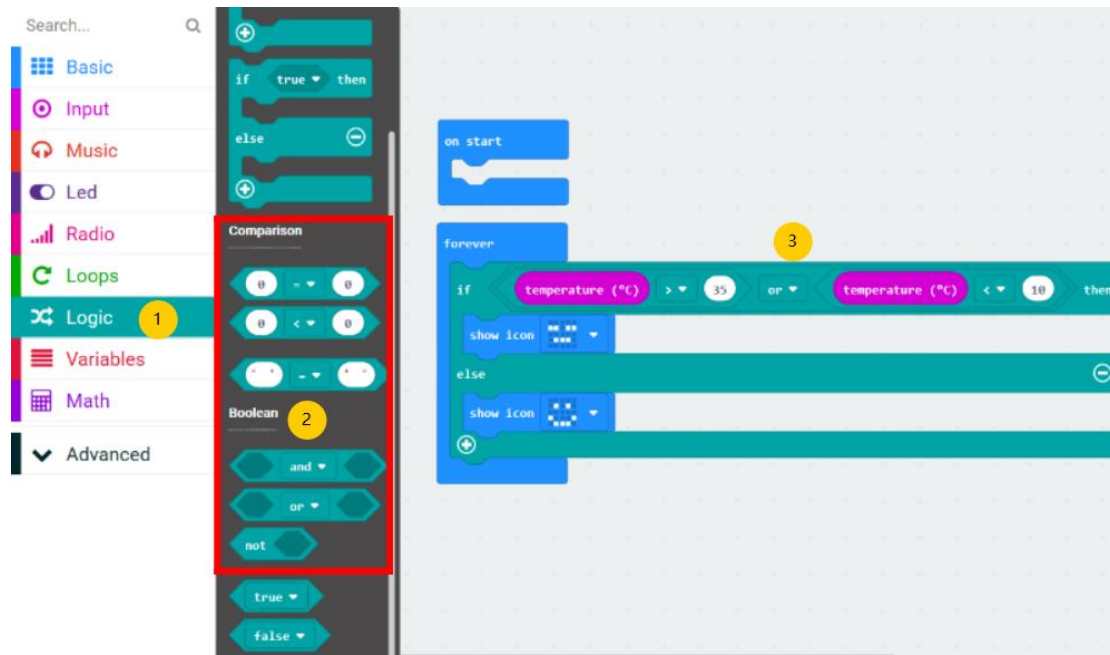 Search...
Basic
Input
Music
Led
Radio
Loops
Logic 1
Variables
Math
Advanced
if true then
else
Comparison
0 = 0
0 < 0
" " = " "
Boolean 2
and
or
not
true
false
on start
forever
3
if temperature (°C) > 35 or temperature (°C) < 10 then
show icon
else
show icon